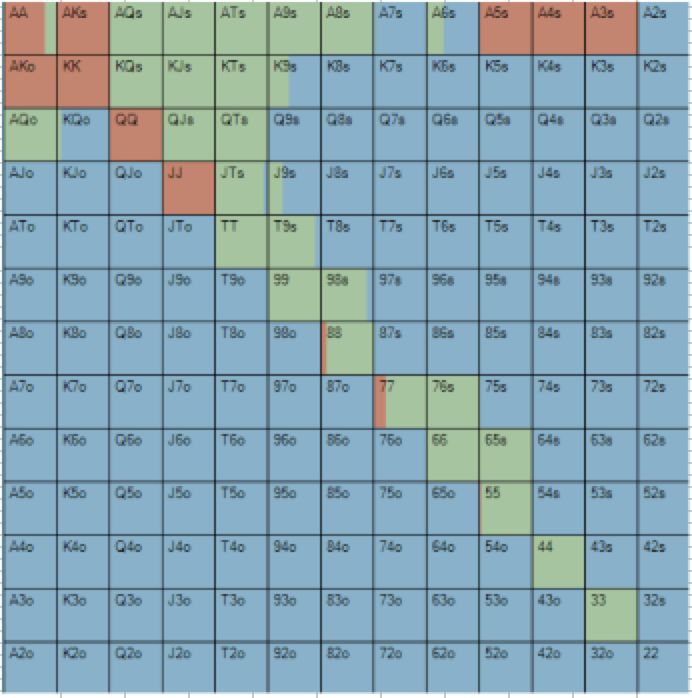 AA AKs AQs AJs ATs A9s A8s A7s A6s A5s A4s A3s A2s
AKo KK KQs KJs KTs K9s K8s K7s K6s K5s K4s K3s K2s
AQo KQo QQ QJs QTs Q9s Q8s Q7s Q6s Q5s Q4s Q3s Q2s
AJo KJo QJo JJ JTs J9s J8s J7s J6s J5s J4s J3s J2s
ATo KTo QTo JTo TT T9s T8s T7s T6s T5s T4s T3s T2s
A9o K9o Q9o J9o T9o 99 98s 97s 96s 95s 94s 93s 92s
A8o K8o Q8o J8o T8o 98o 88 87s 86s 85s 84s 83s 82s
A7o K7o Q7o J7o T7o 97o 87o 77 76s 75s 74s 73s 72s
A6o K6o Q6o J6o T6o 96o 86o 76o 66 65s 64s 63s 62s
A5o K5o Q5o J5o T5o 95o 85o 75o 65o 55 54s 53s 52s
A4o K4o Q4o J4o T4o 94o 84o 74o 64o 54o 44 43s 42s
A3o K3o Q3o J3o T3o 93o 83o 73o 63o 53o 43o 33 32s
A2o K2o Q2o J2o T2o 92o 82o 72o 62o 52o 42o 32o 22